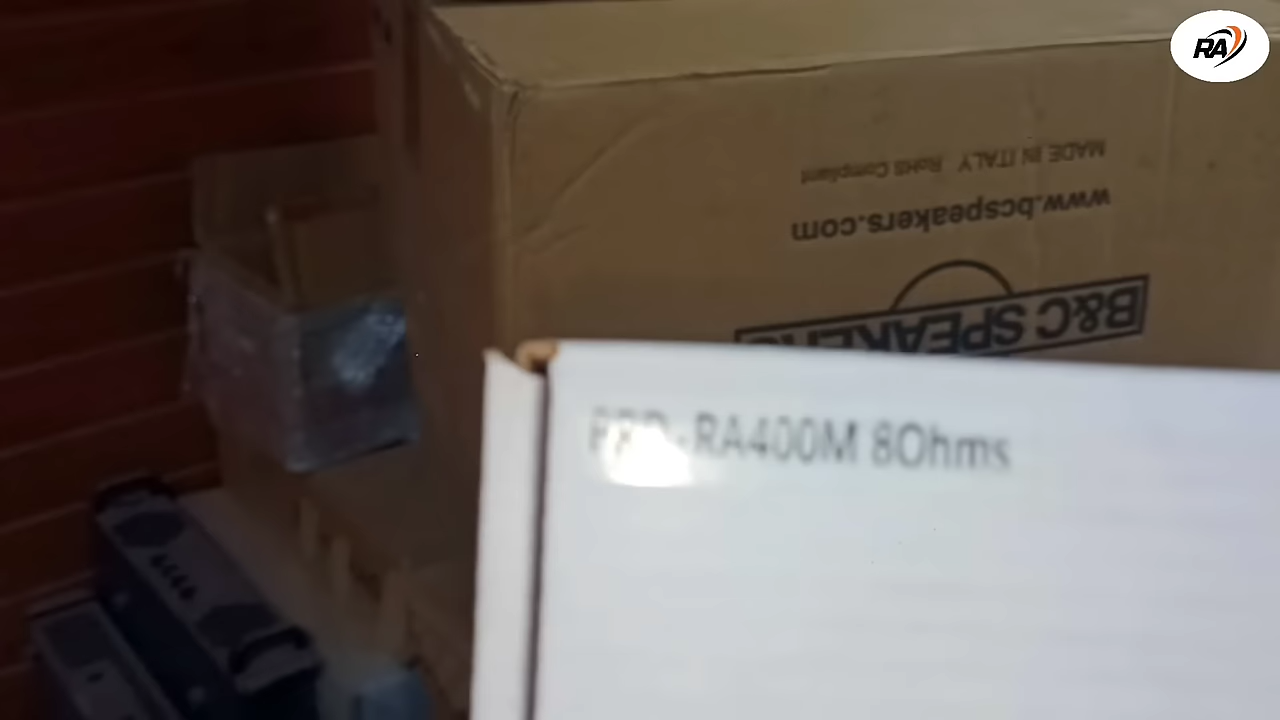 RA
MADE IN ITALY RoHS Compliant
www.bcspeakers.com
B&C SPEAKERS
-RA400M 8Ohms